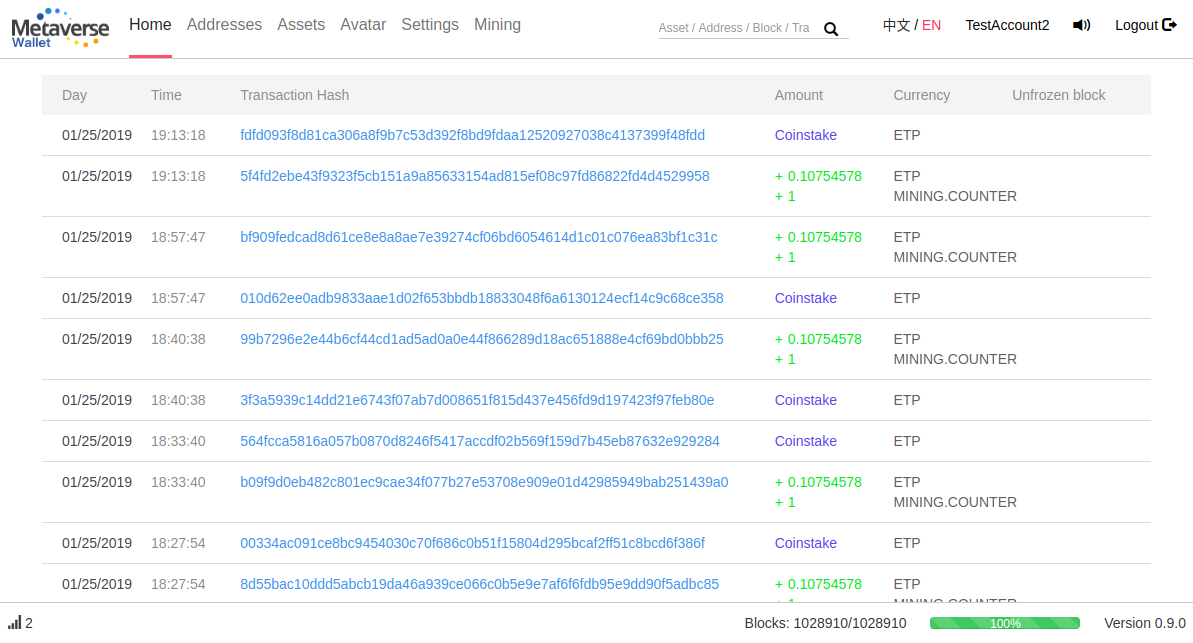 Metaverse
Wallet
Home Addresses Assets Avatar Settings Mining
Asset / Address / Block / Tra
中文 / EN TestAccount2 Logout
Day Time Transaction Hash Amount Currency Unfrozen block
01/25/2019 19:13:18 fdfd093f8d81ca306a8f9b7c53d392f8bd9fdaa12520927038c4137399f48fdd Coinstake ETP
01/25/2019 19:13:18 5f4fd2ebe43f9323f5cb151a9a85633154ad815ef08c97fd86822fd4d4529958 + 0.10754578 ETP
+ 1 MINING.COUNTER
01/25/2019 18:57:47 bf909fedcad8d61ce8e8a8ae7e39274cf06bd6054614d1c01c076ea83bf1c31c + 0.10754578 ETP
+ 1 MINING.COUNTER
01/25/2019 18:57:47 010d62ee0adb9833aae1d02f653bbdb18833048f6a6130124ecf14c9c68ce358 Coinstake ETP
01/25/2019 18:40:38 99b7296e2e44b6cf44cd1ad5ad0a0e44f866289d18ac651888e4cf69bd0bbb25 + 0.10754578 ETP
+ 1 MINING.COUNTER
01/25/2019 18:40:38 3f3a5939c14dd21e6743f07ab7d008651f815d437e456fd9d197423f97feb80e Coinstake ETP
01/25/2019 18:33:40 564fcca5816a057b0870d8246f5417accdf02b569f159d7b45eb87632e929284 Coinstake ETP
01/25/2019 18:33:40 b09f9d0eb482c801ec9cae34f077b27e53708e909e01d42985949bab251439a0 + 0.10754578 ETP
+ 1 MINING.COUNTER
01/25/2019 18:27:54 00334ac091ce8bc9454030c70f686c0b51f15804d295bcaf2ff51c8bcd6f386f Coinstake ETP
01/25/2019 18:27:54 8d55bac10ddd5abcb19da46a939ce066c0b5e9e7af6f6fdb95e9dd90f5adbc85 + 0.10754578 ETP
+ 1 MINING.COUNTER
2 Blocks: 1028910/1028910 100% Version 0.9.0